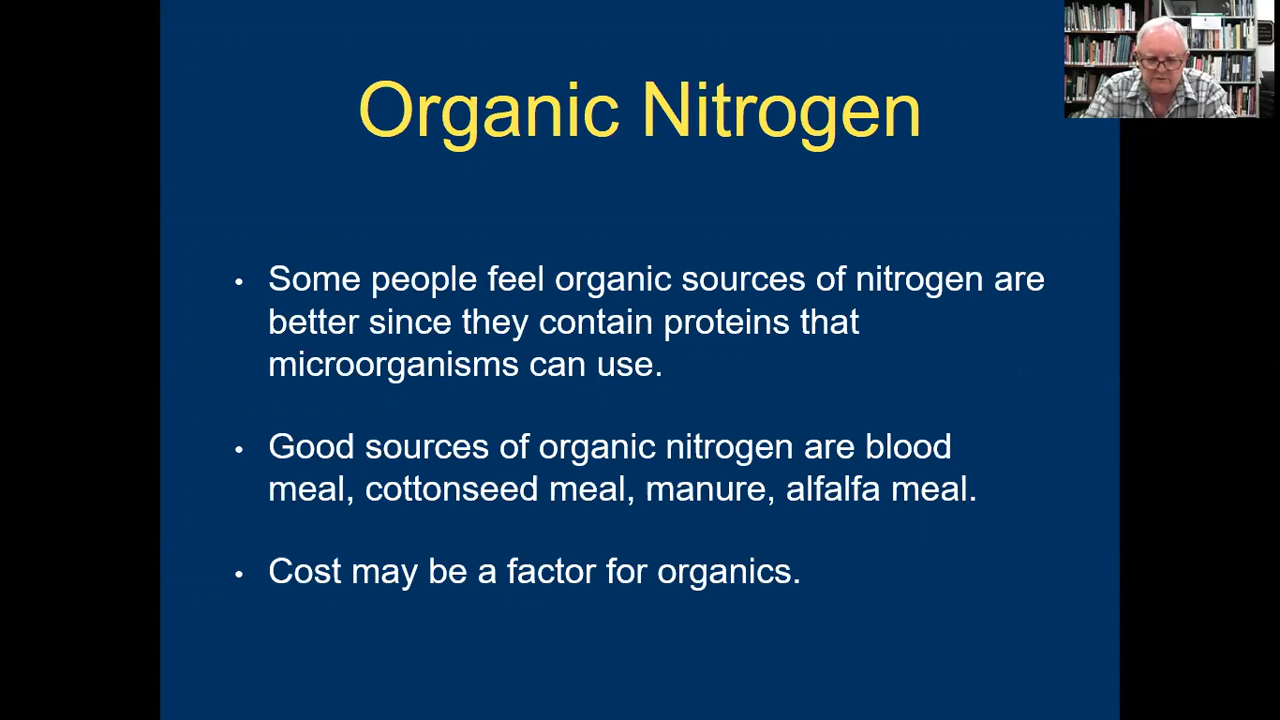 Organic Nitrogen
• Some people feel organic sources of nitrogen are
better since they contain proteins that
microorganisms can use.
• Good sources of organic nitrogen are blood
meal, cottonseed meal, manure, alfalfa meal.
• Cost may be a factor for organics.